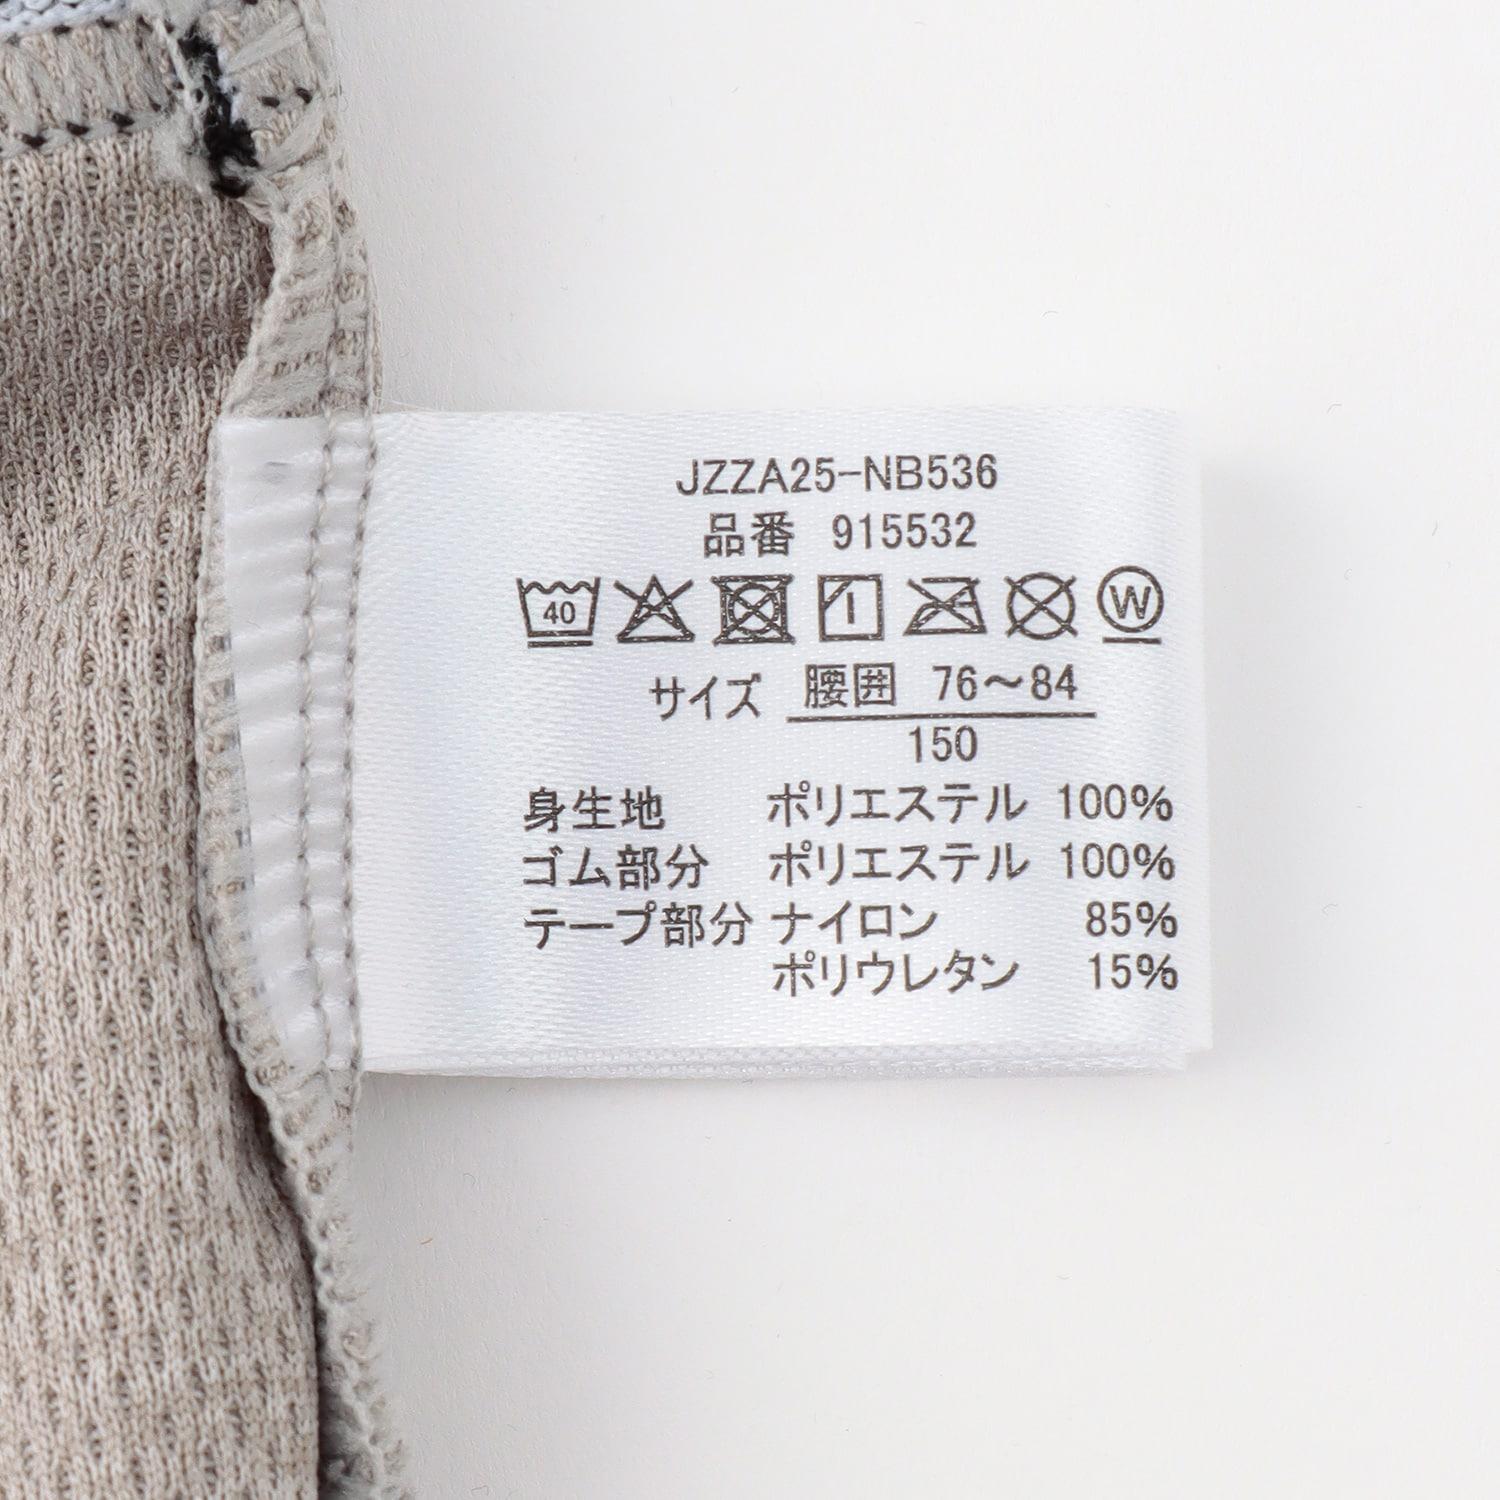 JZZA25-NB536
品番 915532
40 W
サイズ 腰囲 76～84
150
身生地 ポリエステル 100%
ゴム部分 ポリエステル 100%
テープ部分 ナイロン 85%
ポリウレタン 15%